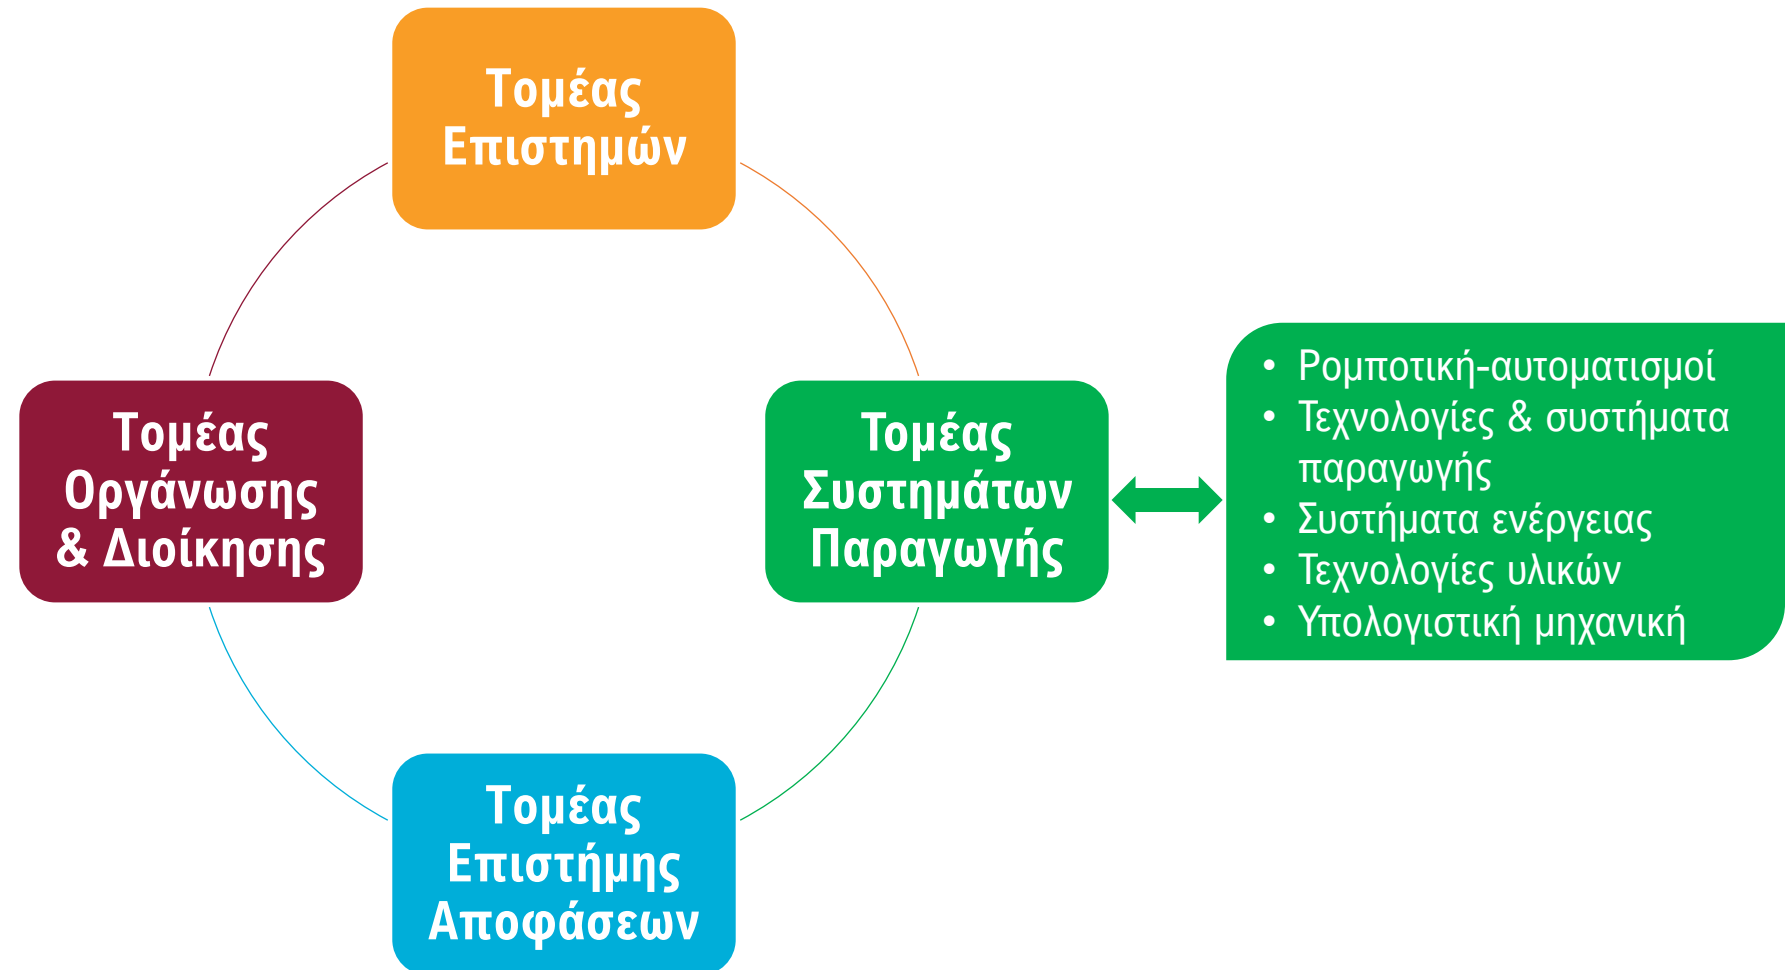 Τομέας
Επιστημών
Τομέας
Οργάνωσης
& Διοίκησης
Τομέας
Συστημάτων
Παραγωγής
• Ρομποτική-αυτοματισμοί
• Τεχνολογίες & συστήματα
παραγωγής
• Συστήματα ενέργειας
• Τεχνολογίες υλικών
• Υπολογιστική μηχανική
Τομέας
Επιστήμης
Αποφάσεων